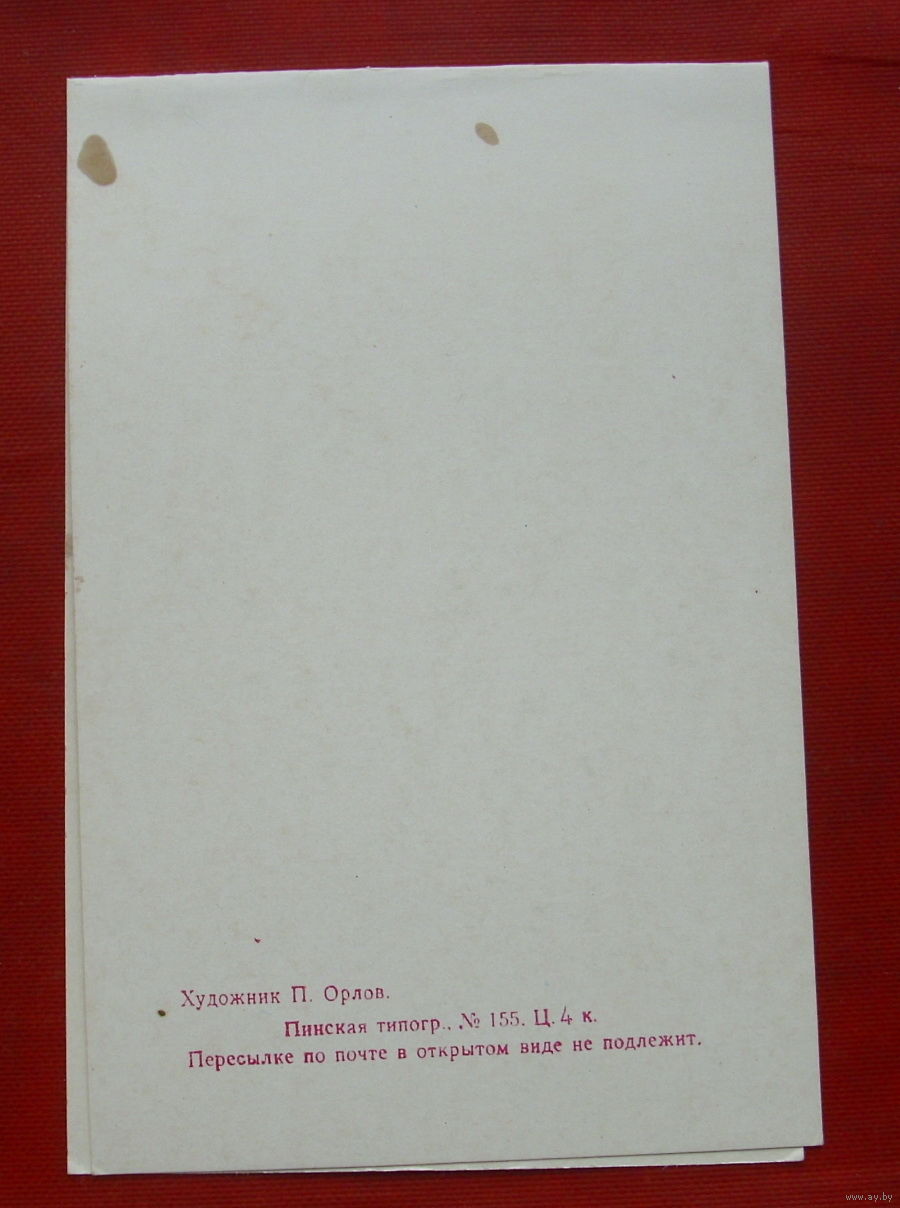 Художник П. Орлов.
Пинская типогр., № 155. Ц. 4 к.
Пересылке по почте в открытом виде не подлежит.
www.ay.by